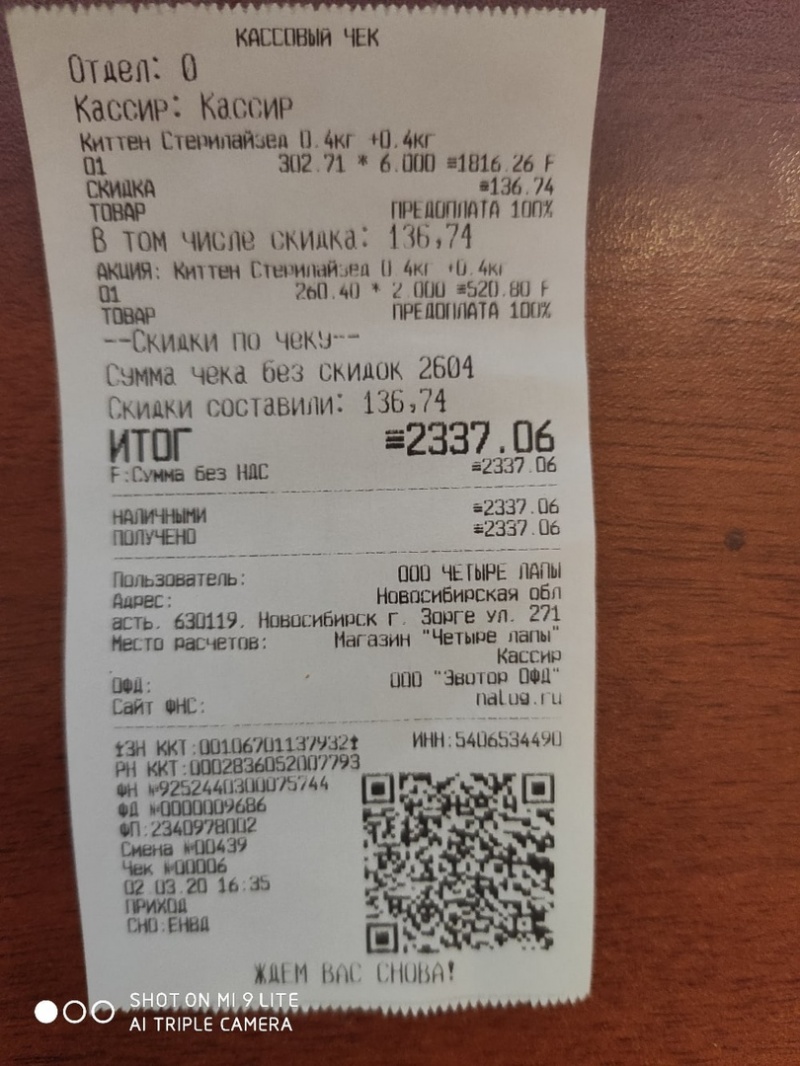 КАССОВЫЙ ЧЕК
Отдел: 0
Кассир: Кассир
Киттен Стерилайзед 0.4кг +0.4кг
01 302.71 * 6.000 ≡1816.26 F
СКИДКА ≡136.74
ТОВАР ПРЕДОПЛАТА 100%
В том числе скидка: 136,74
АКЦИЯ: Киттен Стерилайзед 0.4кг +0.4кг
01 260.40 * 2.000 ≡520.80 F
ТОВАР ПРЕДОПЛАТА 100%
--Скидки по чеку--
Сумма чека без скидок 2604
Скидки составили: 136,74
ИТОГ ≡2337.06
F:Сумма без НДС ≡2337.06
НАЛИЧНЫМИ ≡2337.06
ПОЛУЧЕНО ≡2337.06
Пользователь: ООО ЧЕТЫРЕ ЛАПЫ
Адрес: Новосибирская обл
асть. 630119. Новосибирск г. Зорге ул. 271
Место расчетов: Магазин "Четыре лапы"
Кассир
ОФД: ООО "Эвотор ОФД"
Сайт ФНС: nalog.ru
ЗН ККТ:00106701137932 ИНН:5406534490
РН ККТ:0002836052007793
ФН №9252440300075744
ФД №0000009686
ФП:2340978002
Смена №00439
Чек №00006
02.03.20 16:35
ПРИХОД
СНО:ЕНВД
ЖДЕМ ВАС СНОВА!
SHOT ON MI 9 LITE
AI TRIPLE CAMERA